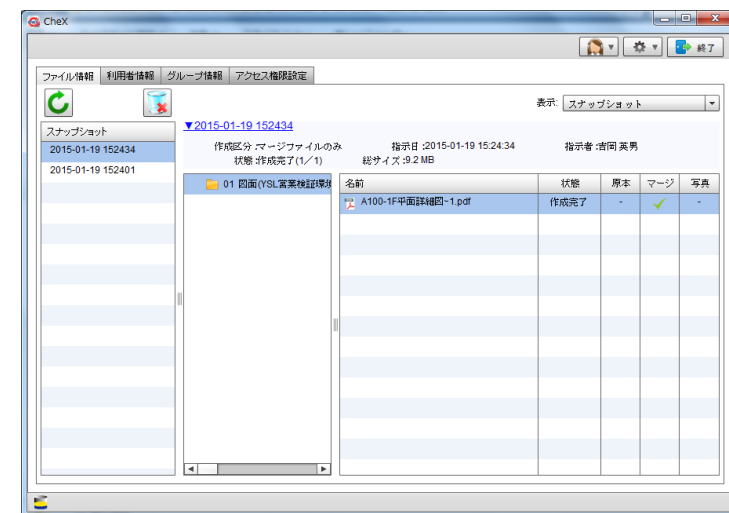 CheX
終了
ファイル情報 利用者情報 グループ情報 アクセス権限設定
表示: スナップショット
スナップショット
2015-01-19 152434
2015-01-19 152401
▼2015-01-19 152434
作成区分 :マージファイルのみ 指示日 :2015-01-19 15:24:34 指示者 :吉岡 英男
状態 :作成完了(1/1) 総サイズ :9.2 MB
01 図面(YSL営業検証環境
名前 状態 原本 マージ 写真
A100-1F平面詳細図~1.pdf 作成完了 - ✓ -